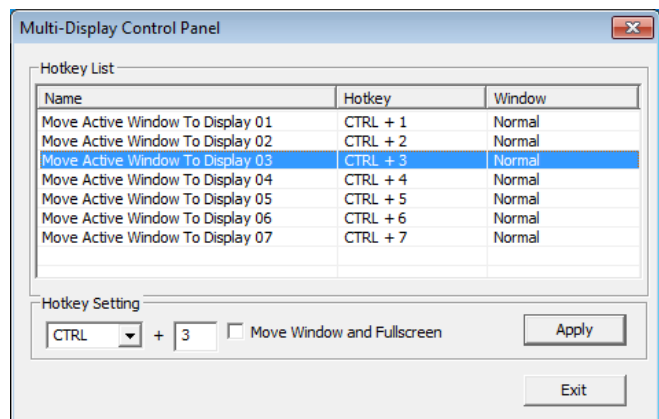 Multi-Display Control Panel
Hotkey List
Name Hotkey Window
Move Active Window To Display 01 CTRL + 1 Normal
Move Active Window To Display 02 CTRL + 2 Normal
Move Active Window To Display 03 CTRL + 3 Normal
Move Active Window To Display 04 CTRL + 4 Normal
Move Active Window To Display 05 CTRL + 5 Normal
Move Active Window To Display 06 CTRL + 6 Normal
Move Active Window To Display 07 CTRL + 7 Normal
Hotkey Setting
CTRL + 3 Move Window and Fullscreen Apply
Exit